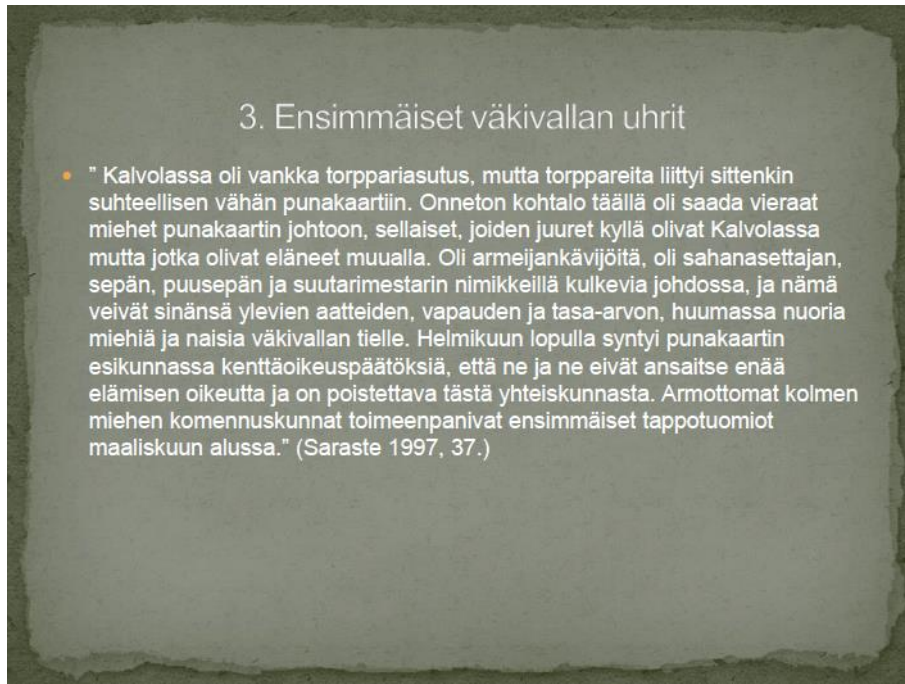 3. Ensimmäiset väkivallan uhrit
• ” Kalvolassa oli vankka torppariasutus, mutta torppareita liittyi sittenkin
suhteellisen vähän punakaartiin. Onneton kohtalo täällä oli saada vieraat
miehet punakaartin johtoon, sellaiset, joiden juuret kyllä olivat Kalvolassa
mutta jotka olivat eläneet muualla. Oli armeijankävijöitä, oli sahanasettajan,
sepän, puusepän ja suutarimestarin nimikkeillä kulkevia johdossa, ja nämä
veivät sinänsä ylevien aatteiden, vapauden ja tasa-arvon, huumassa nuoria
miehiä ja naisia väkivallan tielle. Helmikuun lopulla syntyi punakaartin
esikunnassa kenttäoikeuspäätöksiä, että ne ja ne eivät ansaitse enää
elämisen oikeutta ja on poistettava tästä yhteiskunnasta. Armottomat kolmen
miehen komennuskunnat toimeenpanivat ensimmäiset tappotuomiot
maaliskuun alussa.” (Saraste 1997, 37.)